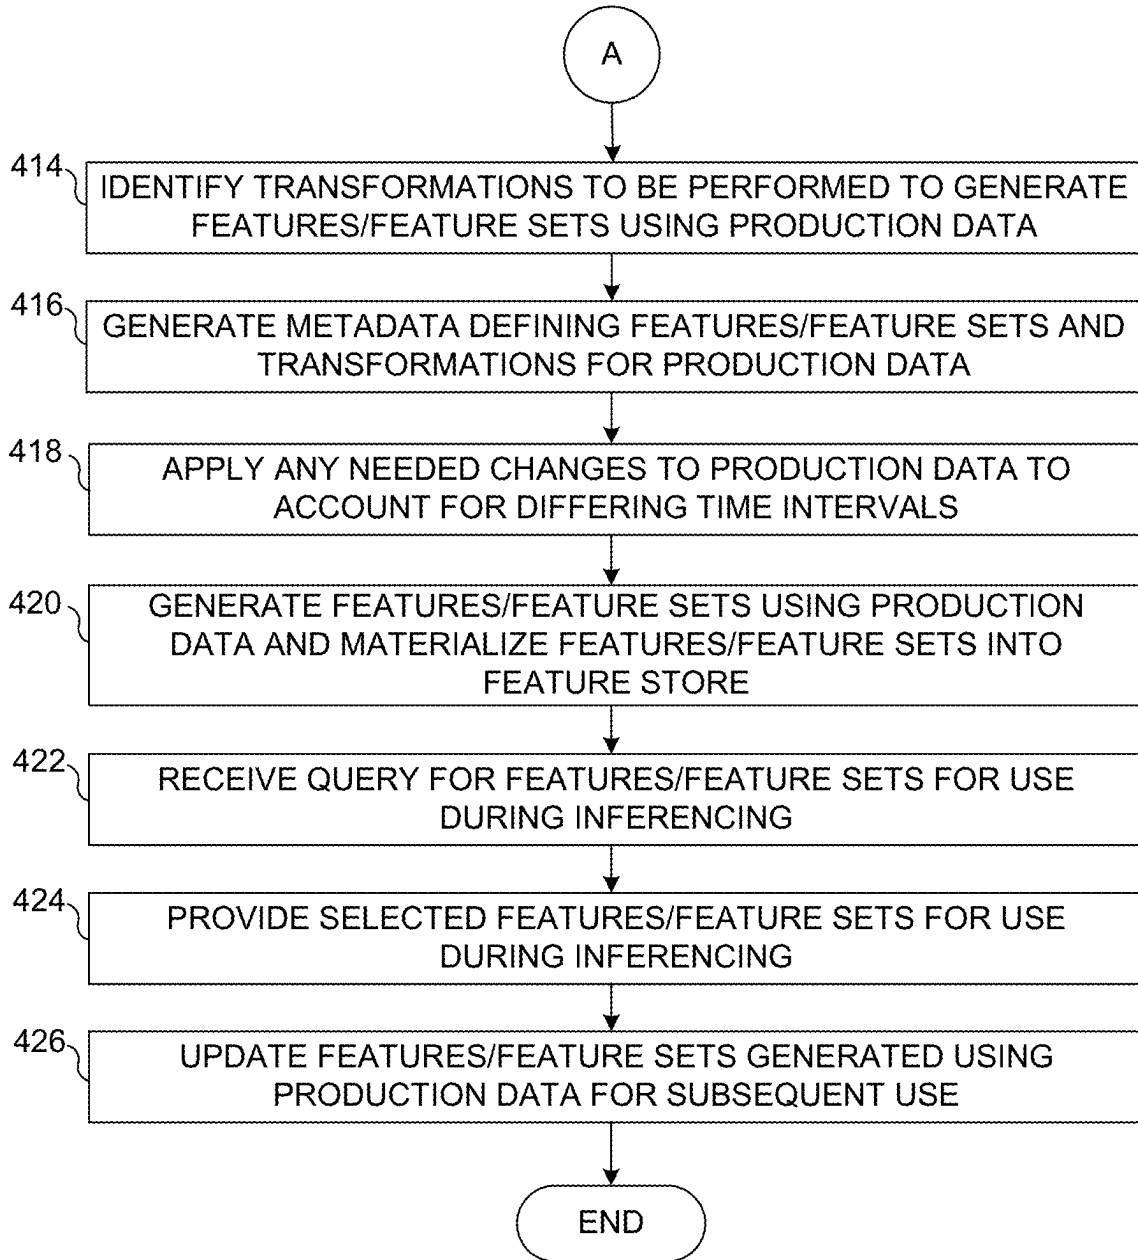 A
414
IDENTIFY TRANSFORMATIONS TO BE PERFORMED TO GENERATE
FEATURES/FEATURE SETS USING PRODUCTION DATA
416
GENERATE METADATA DEFINING FEATURES/FEATURE SETS AND
TRANSFORMATIONS FOR PRODUCTION DATA
418
APPLY ANY NEEDED CHANGES TO PRODUCTION DATA TO
ACCOUNT FOR DIFFERING TIME INTERVALS
420
GENERATE FEATURES/FEATURE SETS USING PRODUCTION
DATA AND MATERIALIZE FEATURES/FEATURE SETS INTO
FEATURE STORE
422
RECEIVE QUERY FOR FEATURES/FEATURE SETS FOR USE
DURING INFERENCING
424
PROVIDE SELECTED FEATURES/FEATURE SETS FOR USE
DURING INFERENCING
426
UPDATE FEATURES/FEATURE SETS GENERATED USING
PRODUCTION DATA FOR SUBSEQUENT USE
END